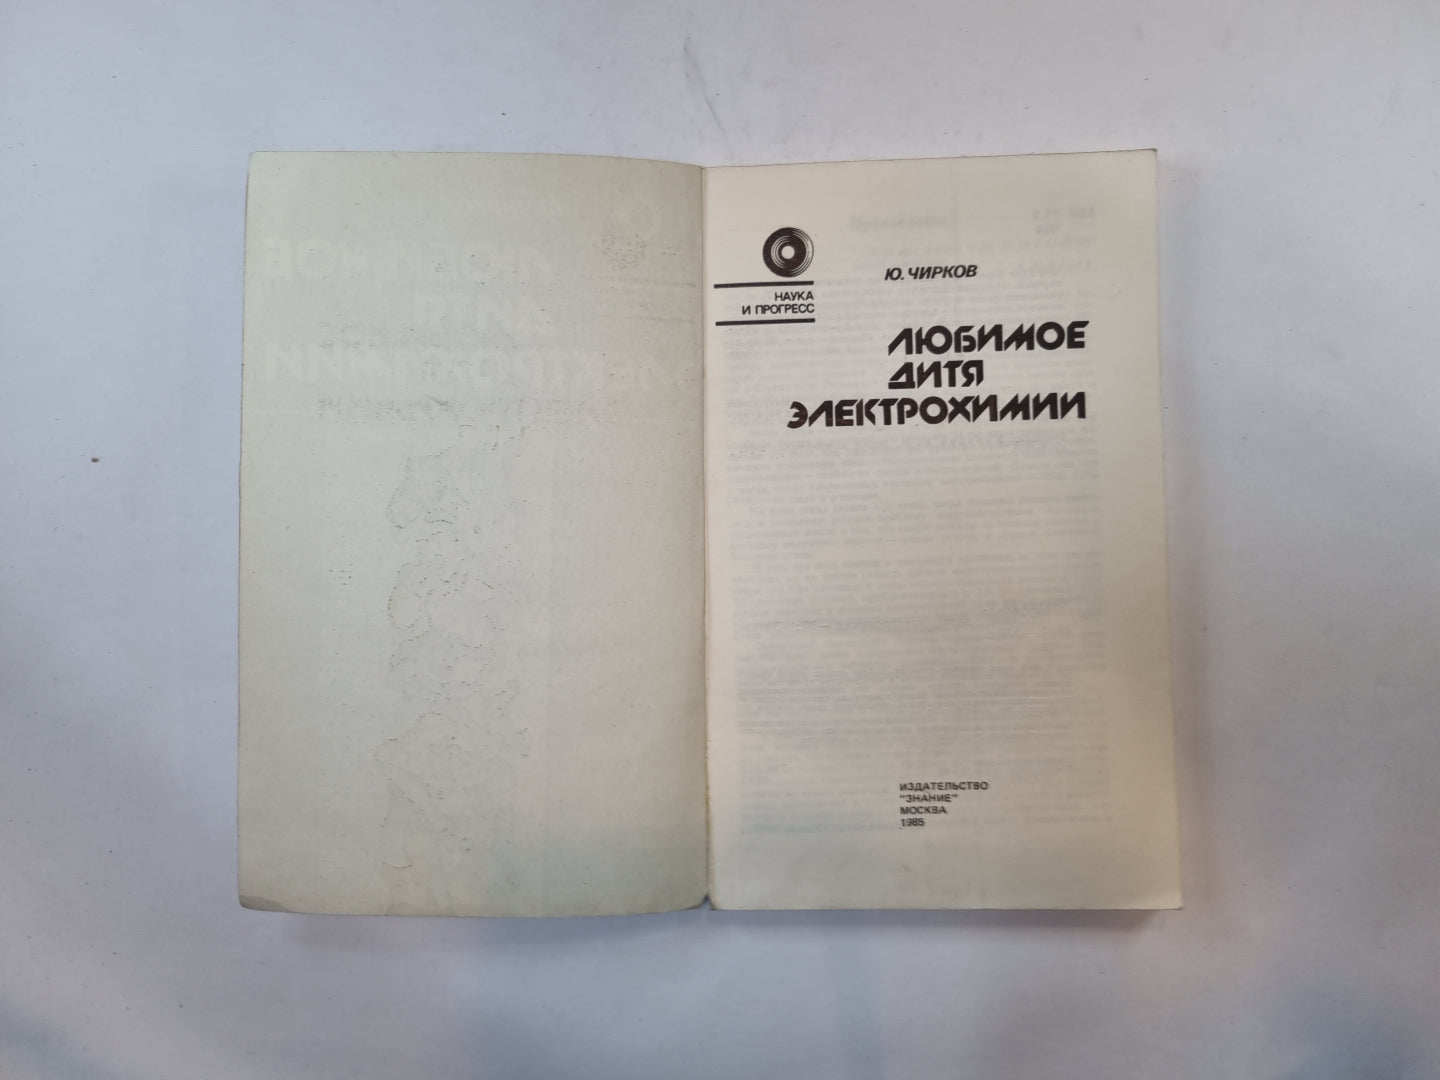 НАУКА
И ПРОГРЕСС
Ю. ЧИРКОВ
ЛЮБИМОЕ
ДИТЯ
ЭЛЕКТРОХИМИИ
ИЗДАТЕЛЬСТВО
"ЗНАНИЕ"
МОСКВА
1985